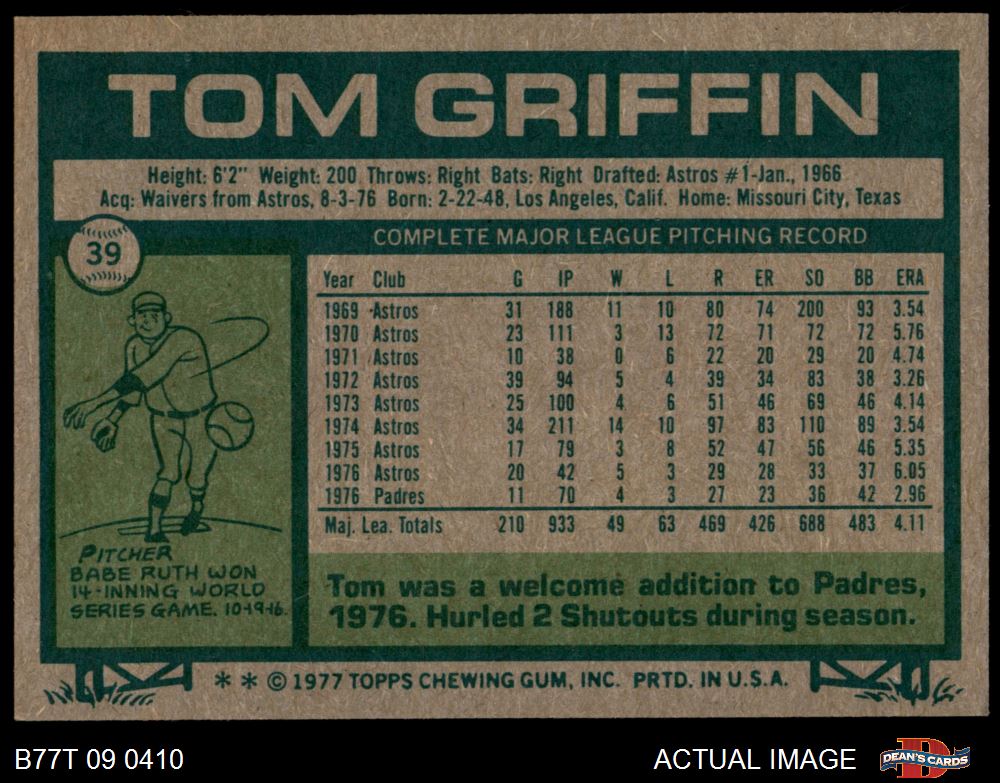 TOM GRIFFIN
Height: 6'2" Weight: 200 Throws: Right Bats: Right Drafted: Astros #1-Jan., 1966
Acq: Waivers from Astros, 8-3-76 Born: 2-22-48, Los Angeles, Calif. Home: Missouri City, Texas
39
COMPLETE MAJOR LEAGUE PITCHING RECORD
Year Club G IP W L R ER SO BB ERA
1969 Astros 31 188 11 10 80 74 200 93 3.54
1970 Astros 23 111 3 13 72 71 72 72 5.76
1971 Astros 10 38 0 6 22 20 29 20 4.74
1972 Astros 39 94 5 4 39 34 83 38 3.26
1973 Astros 25 100 4 6 51 46 69 46 4.14
1974 Astros 34 211 14 10 97 83 110 89 3.54
1975 Astros 17 79 3 8 52 47 56 46 5.35
1976 Astros 20 42 5 3 29 28 33 37 6.05
1976 Padres 11 70 4 3 27 23 36 42 2.96
Maj. Lea. Totals 210 933 49 63 469 426 688 483 4.11
PITCHER
BABE RUTH WON
14-INNING WORLD
SERIES GAME. 10-9-16.
Tom was a welcome addition to Padres,
1976. Hurled 2 Shutouts during season.
* * © 1977 TOPPS CHEWING GUM, INC. PRTD. IN U.S.A.
B77T 09 0410
ACTUAL IMAGE
DEAN'S CARDS